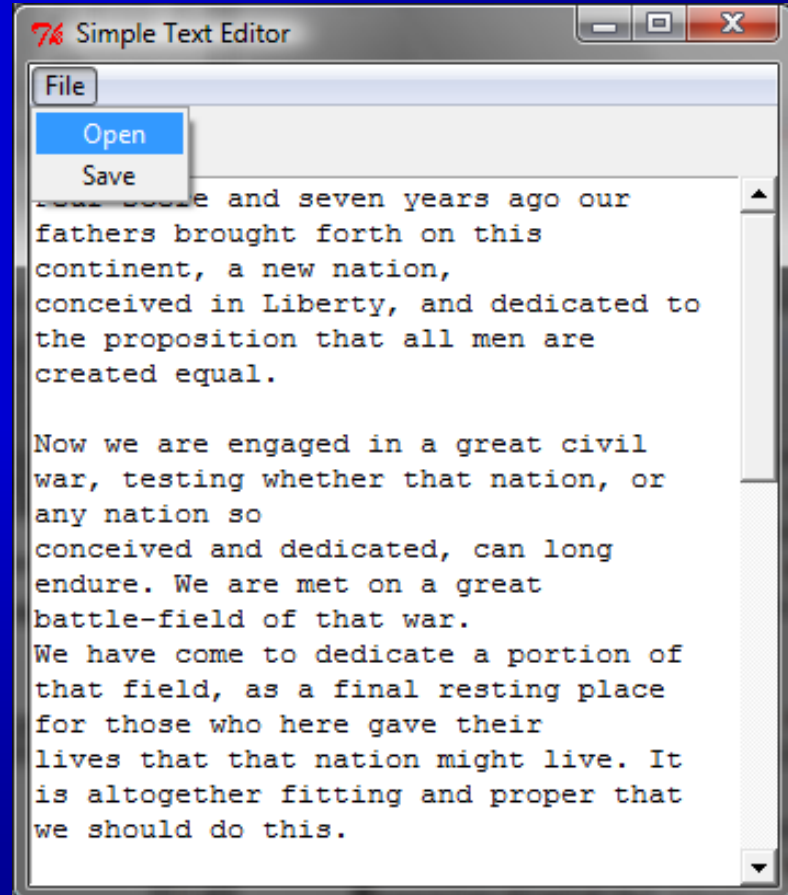 Simple Text Editor
File
Open
Save
score and seven years ago our
fathers brought forth on this
continent, a new nation,
conceived in Liberty, and dedicated to
the proposition that all men are
created equal.
Now we are engaged in a great civil
war, testing whether that nation, or
any nation so
conceived and dedicated, can long
endure. We are met on a great
battle-field of that war.
We have come to dedicate a portion of
that field, as a final resting place
for those who here gave their
lives that that nation might live. It
is altogether fitting and proper that
we should do this.